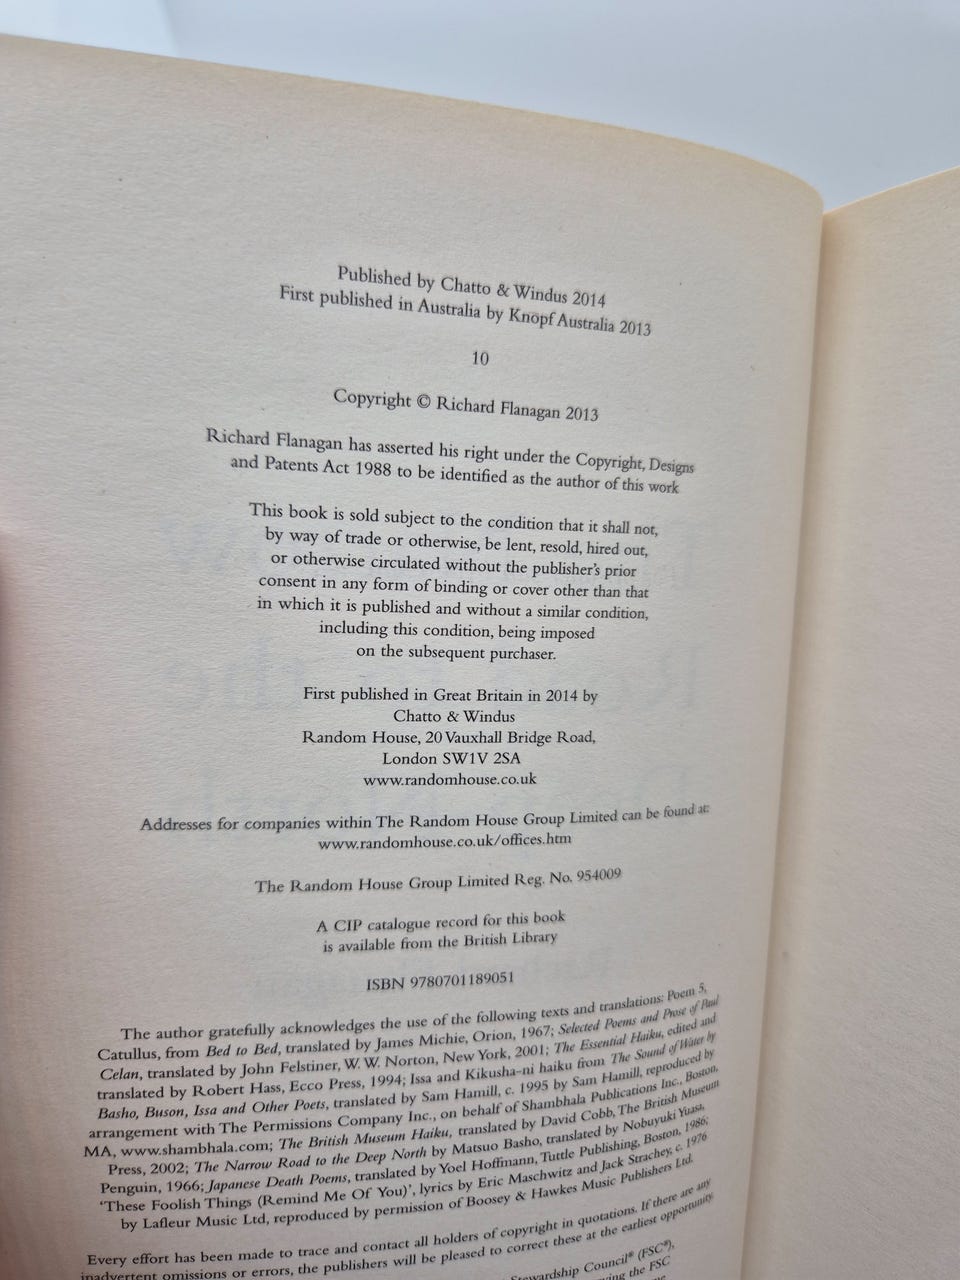 Published by Chatto & Windus 2014
First published in Australia by Knopf Australia 2013
10
Copyright © Richard Flanagan 2013
Richard Flanagan has asserted his right under the Copyright, Designs
and Patents Act 1988 to be identified as the author of this work
This book is sold subject to the condition that it shall not,
by way of trade or otherwise, be lent, resold, hired out,
or otherwise circulated without the publisher's prior
consent in any form of binding or cover other than that
in which it is published and without a similar condition,
including this condition, being imposed
on the subsequent purchaser.
First published in Great Britain in 2014 by
Chatto & Windus
Random House, 20 Vauxhall Bridge Road,
London SW1V 2SA
www.randomhouse.co.uk
Addresses for companies within The Random House Group Limited can be found at:
www.randomhouse.co.uk/offices.htm
The Random House Group Limited Reg. No. 954009
A CIP catalogue record for this book
is available from the British Library
ISBN 9780701189051
The author gratefully acknowledges the use of the following texts and translations: Poem 5,
Catullus, from Bed to Bed, translated by James Michie, Orion, 1967; Selected Poems and Prose of Paul
Celan, translated by John Felstiner, W. W. Norton, New York, 2001; The Essential Haiku, edited and
translated by Robert Hass, Ecco Press, 1994; Issa and Kikusha-ni haiku from The Sound of Water by
Basho, Buson, Issa and Other Poets, translated by Sam Hamill, c. 1995 by Sam Hamill, reproduced by
arrangement with The Permissions Company Inc., on behalf of Shambhala Publications Inc., Boston,
MA, www.shambhala.com; The British Museum Haiku, translated by David Cobb, The British Museum
Press, 2002; The Narrow Road to the Deep North by Matsuo Basho, translated by Nobuyuki Yuasa,
Penguin, 1966; Japanese Death Poems, translated by Yoel Hoffmann, Tuttle Publishing, Boston, 1986;
'These Foolish Things (Remind Me Of You)', lyrics by Eric Maschwitz and Jack Strachey, c. 1976
by Lafleur Music Ltd, reproduced by permission of Boosey & Hawkes Music Publishers Ltd.
Every effort has been made to trace and contact all holders of copyright in quotations. If there are any
inadvertent omissions or errors, the publishers will be pleased to correct these at the earliest opportunity.
Stewardship Council® (FSC®),
the FSC